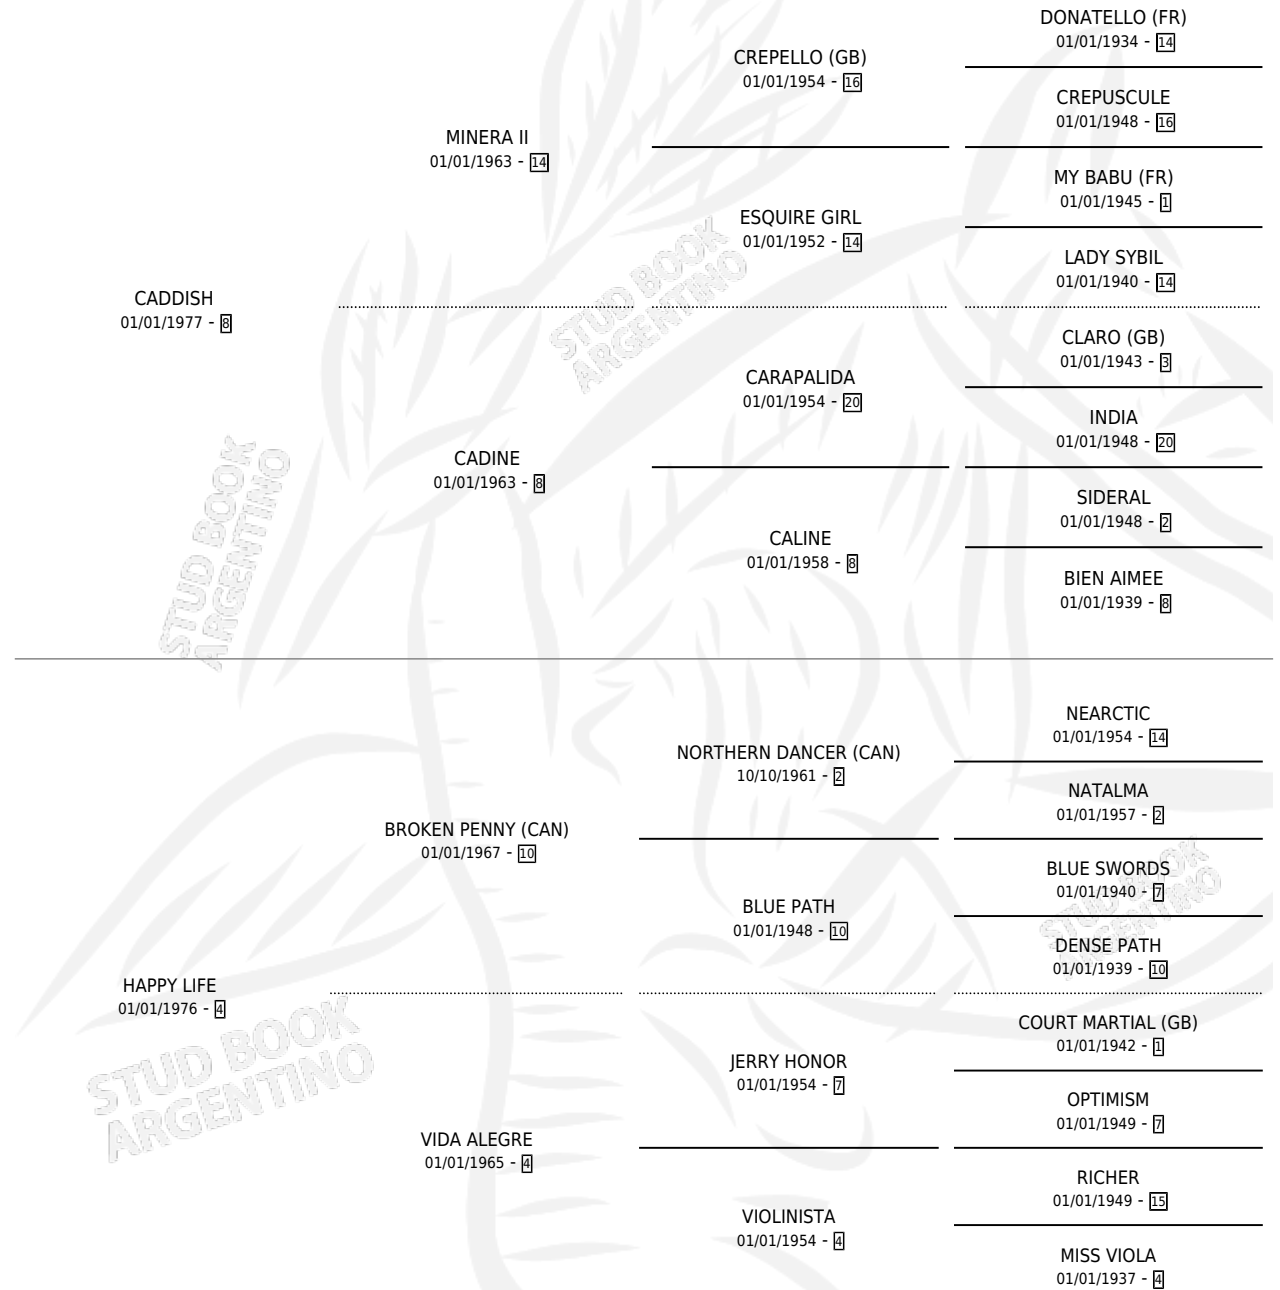 DONATELLO (FR)
01/01/1934 - 14
CREPELLO (GB)
01/01/1954 - 16
CREPUSCULE
01/01/1948 - 16
MINERA II
01/01/1963 - 14
MY BABU (FR)
01/01/1945 - 1
ESQUIRE GIRL
01/01/1952 - 14
LADY SYBIL
01/01/1940 - 14
CADDISH
01/01/1977 - 8
CLARO (GB)
01/01/1943 - 3
CARAPALIDA
01/01/1954 - 20
INDIA
01/01/1948 - 20
CADINE
01/01/1963 - 8
SIDERAL
01/01/1948 - 2
CALINE
01/01/1958 - 8
BIEN AIMEE
01/01/1939 - 8
STUD BOOK
ARGENTINO
STUD BOOK
ARGENTINO
NEARCTIC
01/01/1954 - 14
NORTHERN DANCER (CAN)
10/10/1961 - 2
NATALMA
01/01/1957 - 2
BROKEN PENNY (CAN)
01/01/1967 - 10
BLUE SWORDS
01/01/1940 - 7
BLUE PATH
01/01/1948 - 10
DENSE PATH
01/01/1939 - 10
HAPPY LIFE
01/01/1976 - 4
COURT MARTIAL (GB)
01/01/1942 - 1
JERRY HONOR
01/01/1954 - 7
OPTIMISM
01/01/1949 - 7
VIDA ALEGRE
01/01/1965 - 4
RICHER
01/01/1949 - 15
VIOLINISTA
01/01/1954 - 4
MISS VIOLA
01/01/1937 - 4
STUD BOOK
ARGENTINO
STUD BOOK
ARGENTINO